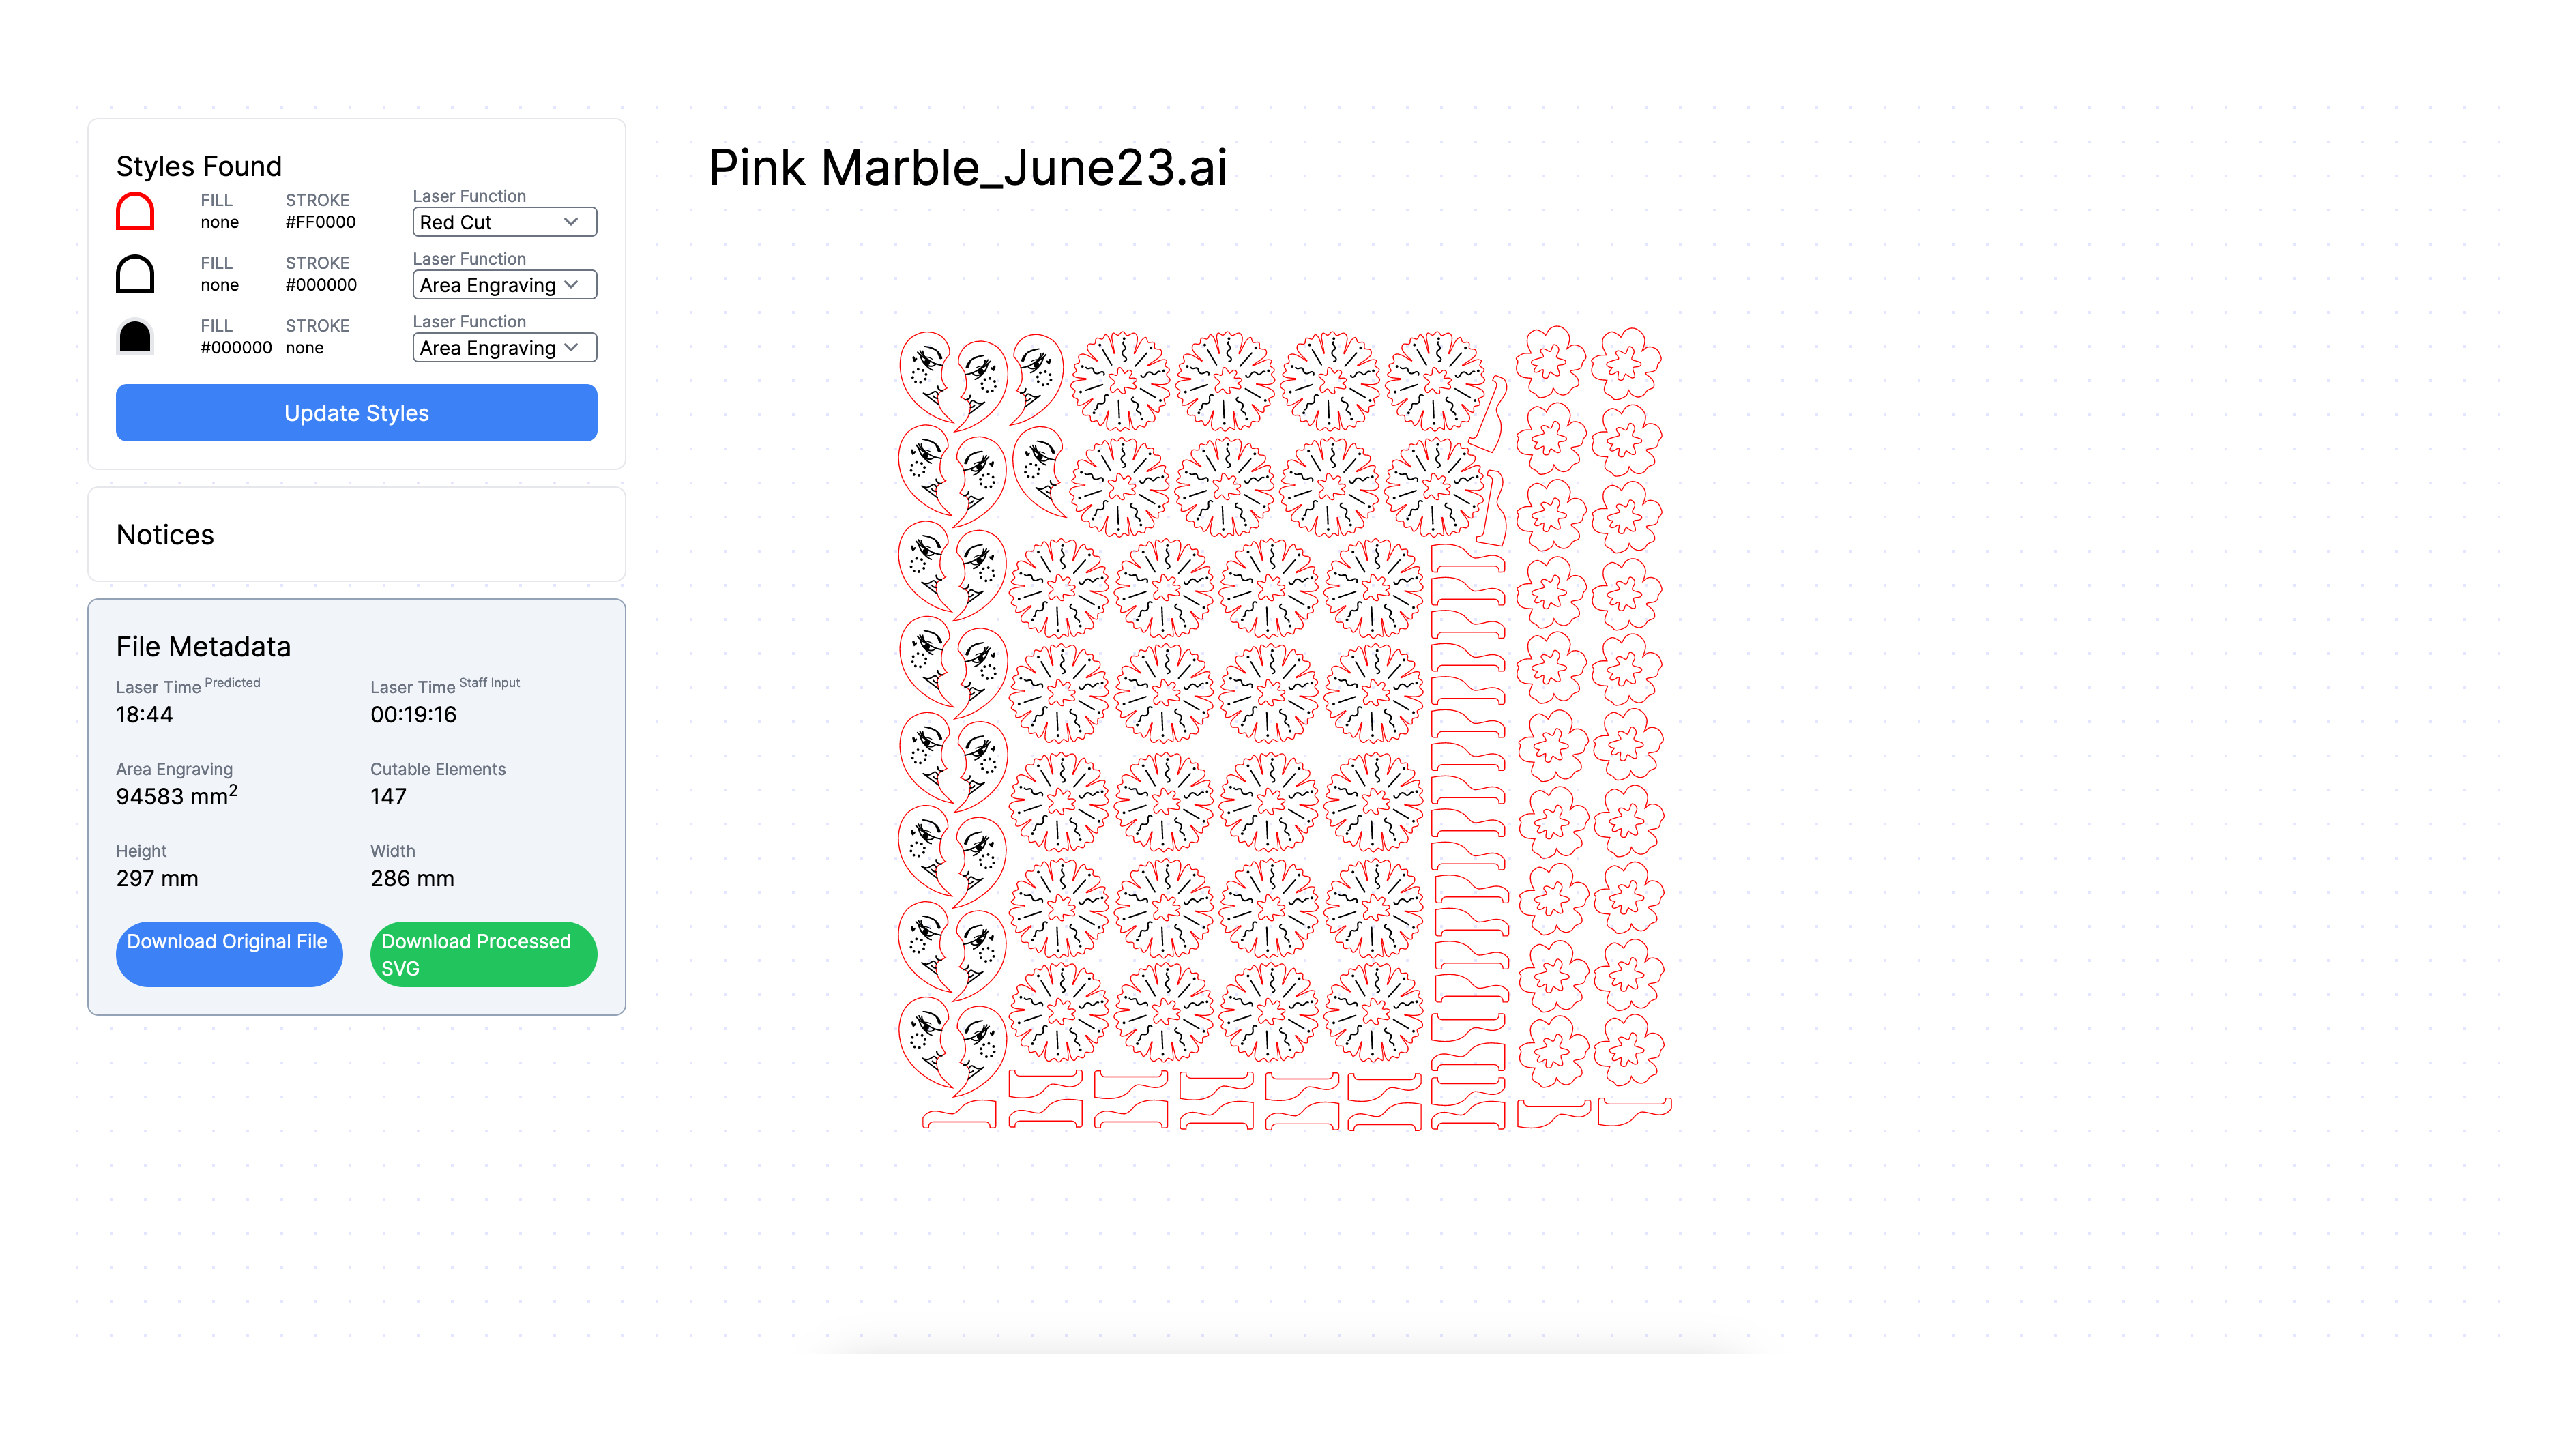 Styles Found
FILL STROKE Laser Function
none #FF0000 Red Cut
FILL STROKE Laser Function
none #000000 Area Engraving
FILL STROKE Laser Function
#000000 none Area Engraving
Update Styles
Notices
File Metadata
Laser Time Predicted Laser Time Staff Input
18:44 00:19:16
Area Engraving Cutable Elements
94583 mm2 147
Height Width
297 mm 286 mm
Download Original File Download Processed
SVG
Pink Marble_June23.ai